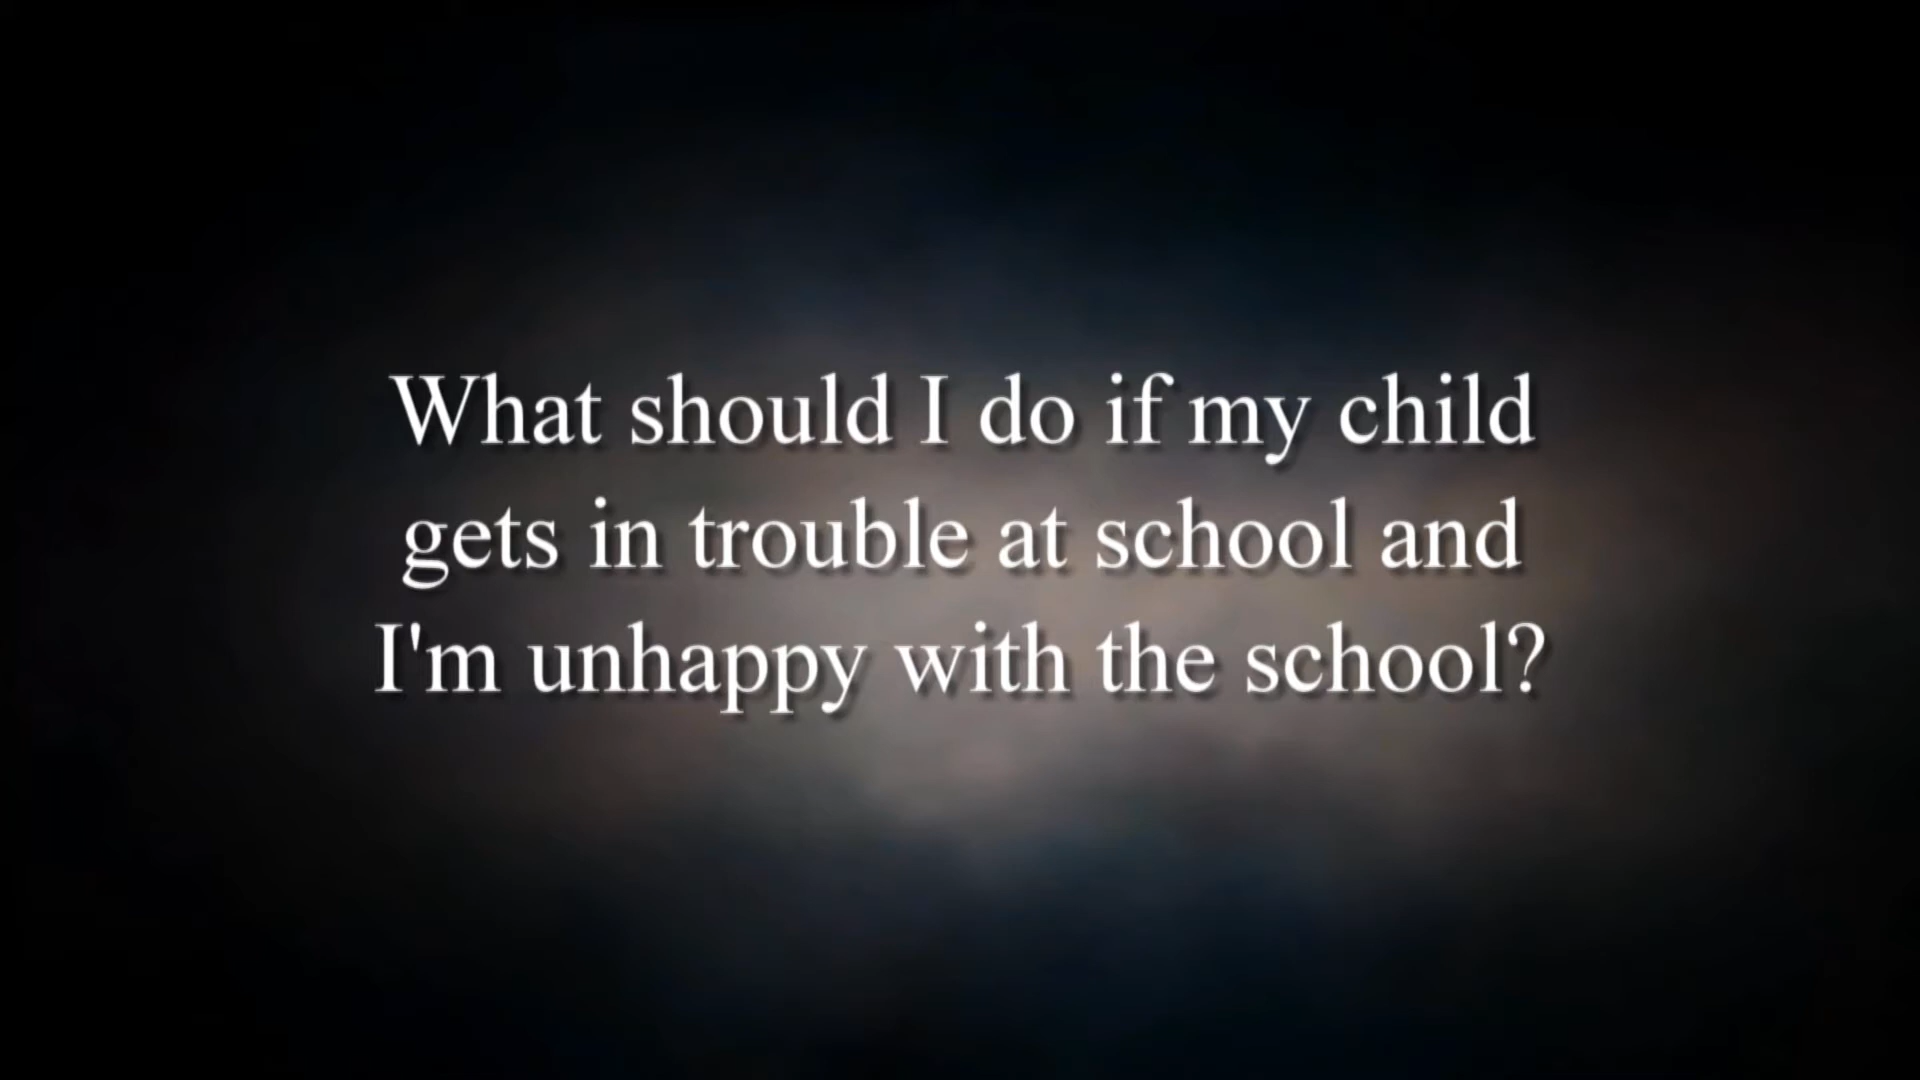 What should I do if my child
gets in trouble at school and
I'm unhappy with the school?